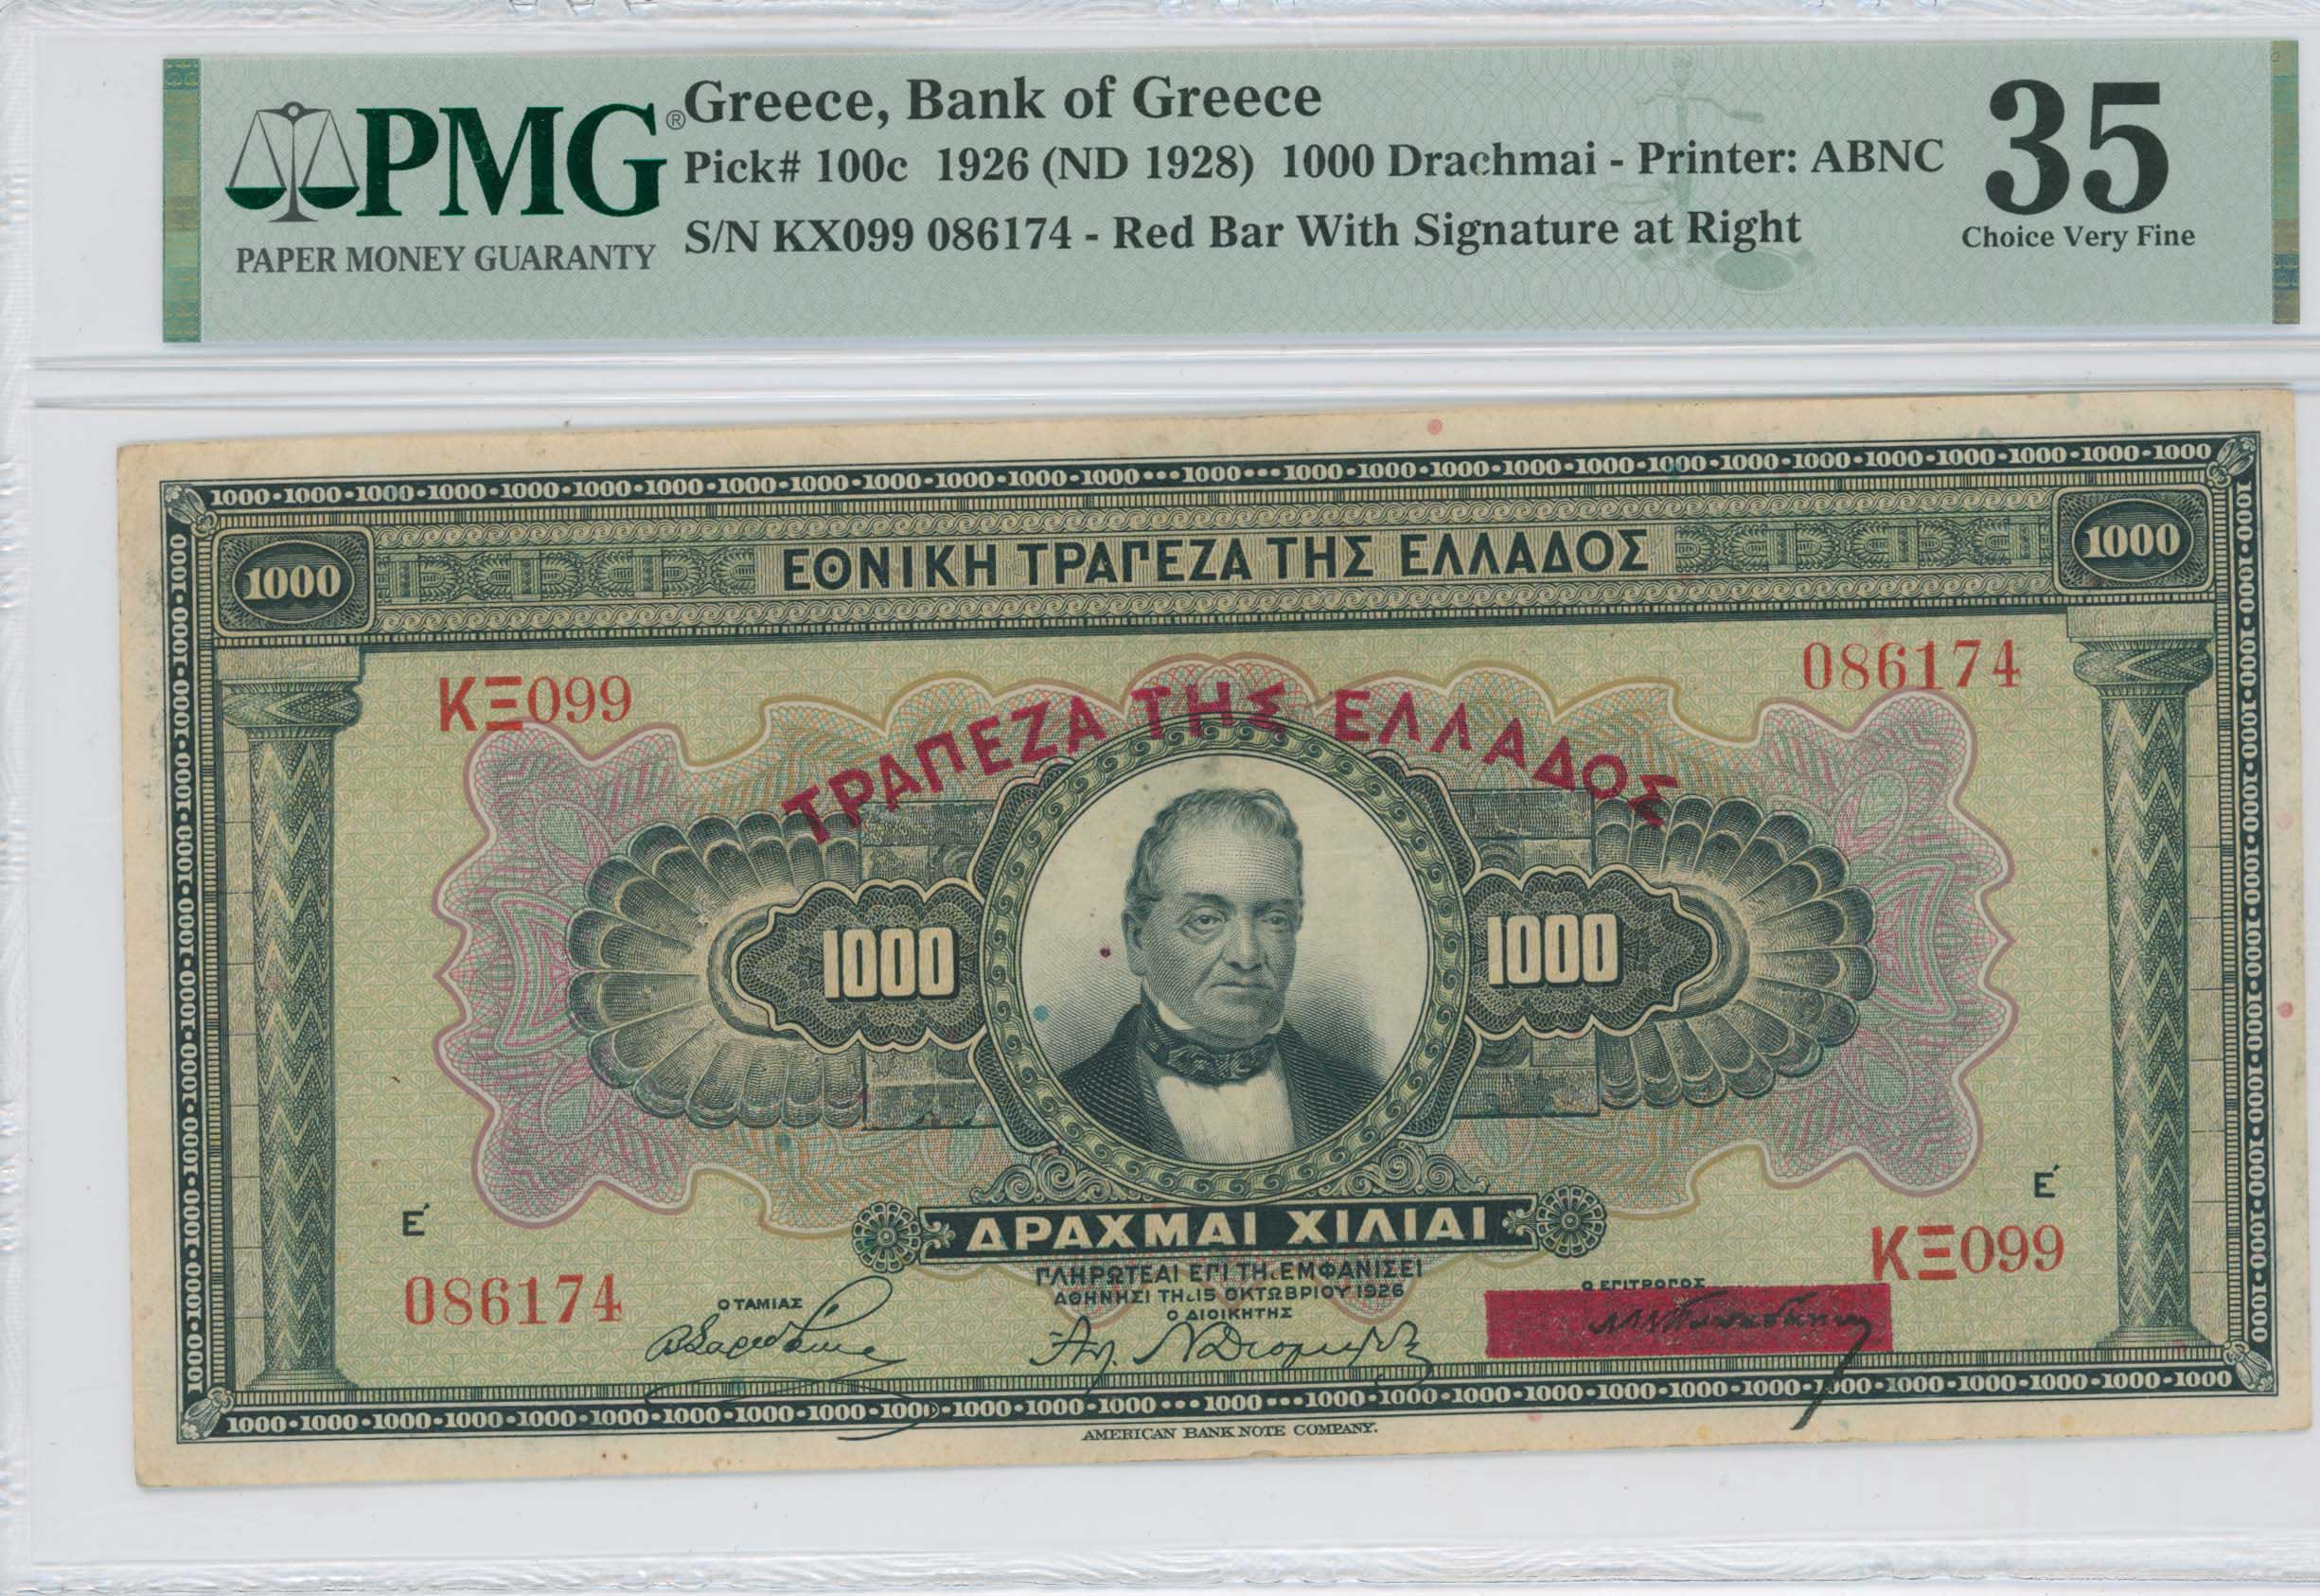 PMG®
PAPER MONEY GUARANTY
Greece, Bank of Greece
Pick# 100c 1926 (ND 1928) 1000 Drachmai - Printer: ABNC
S/N KX099 086174 - Red Bar With Signature at Right
35
Choice Very Fine
1000•1000•1000•1000•1000•1000•1000•1000•1000•1000•1000•1000•1000•••1000•••1000•1000•1000•1000•1000•1000•1000•1000•1000•1000•1000•1000•1000
1000 ΕΘΝΙΚΗ ΤΡΑΠΕΖΑ ΤΗΣ ΕΛΛΑΔΟΣ 1000
ΚΞ099 086174
ΤΡΑΠΕΖΑ ΤΗΣ ΕΛΛΑΔΟΣ
1000 1000
Ε΄ Ε΄
ΔΡΑΧΜΑΙ ΧΙΛΙΑΙ
086174 ΚΞ099
ΠΛΗΡΩΤΕΑΙ ΕΠΙ ΤΗι ΕΜΦΑΝΙΣΕΙ
ΑΘΗΝΗΣΙ ΤΗι 15 ΟΚΤΩΒΡΙΟΥ 1926
Ο ΤΑΜΙΑΣ Ο ΔΙΟΙΚΗΤΗΣ Ο ΕΠΙΤΡΟΠΟΣ
1000•1000•1000•1000•1000•1000•1000•1000•1000•1000•1000•1000•1000•••1000•••1000•1000•1000•1000•1000•1000•1000•1000•1000•1000•1000•1000•1000
AMERICAN BANK NOTE COMPANY.